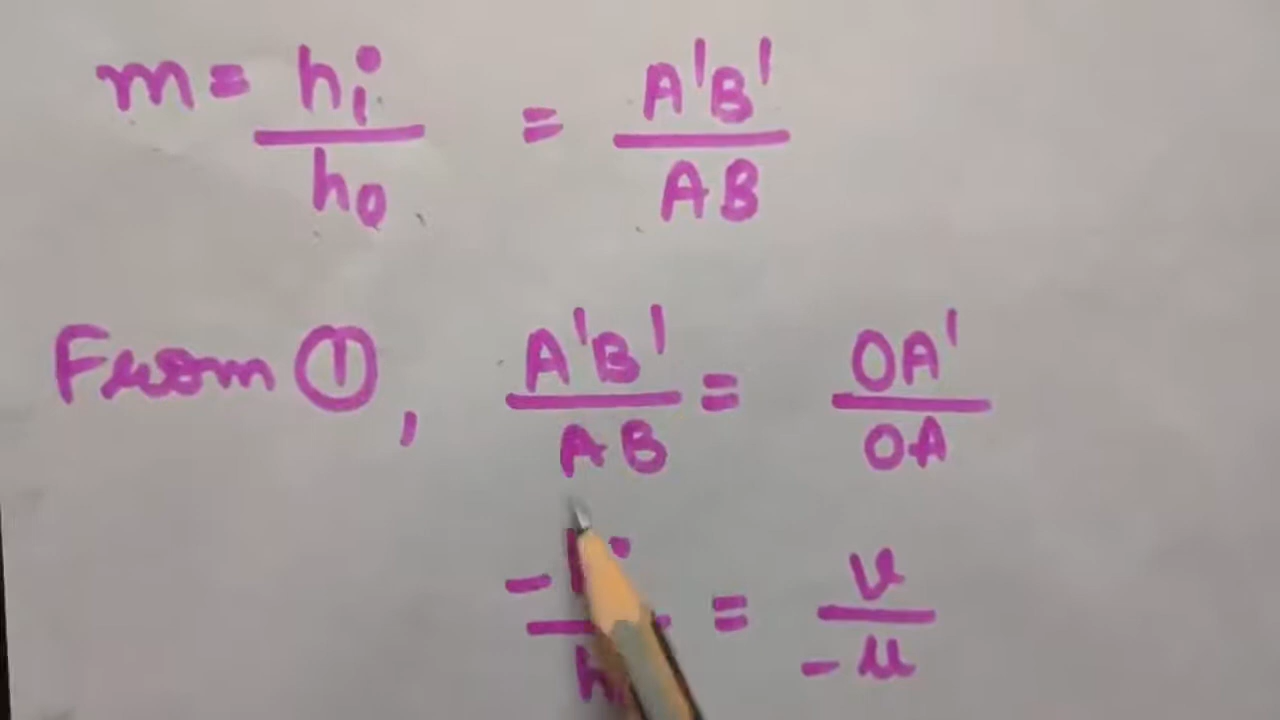 m = hi/ho = A'B'/AB
From ①, A'B'/AB = OA'/OA
- = v/-u